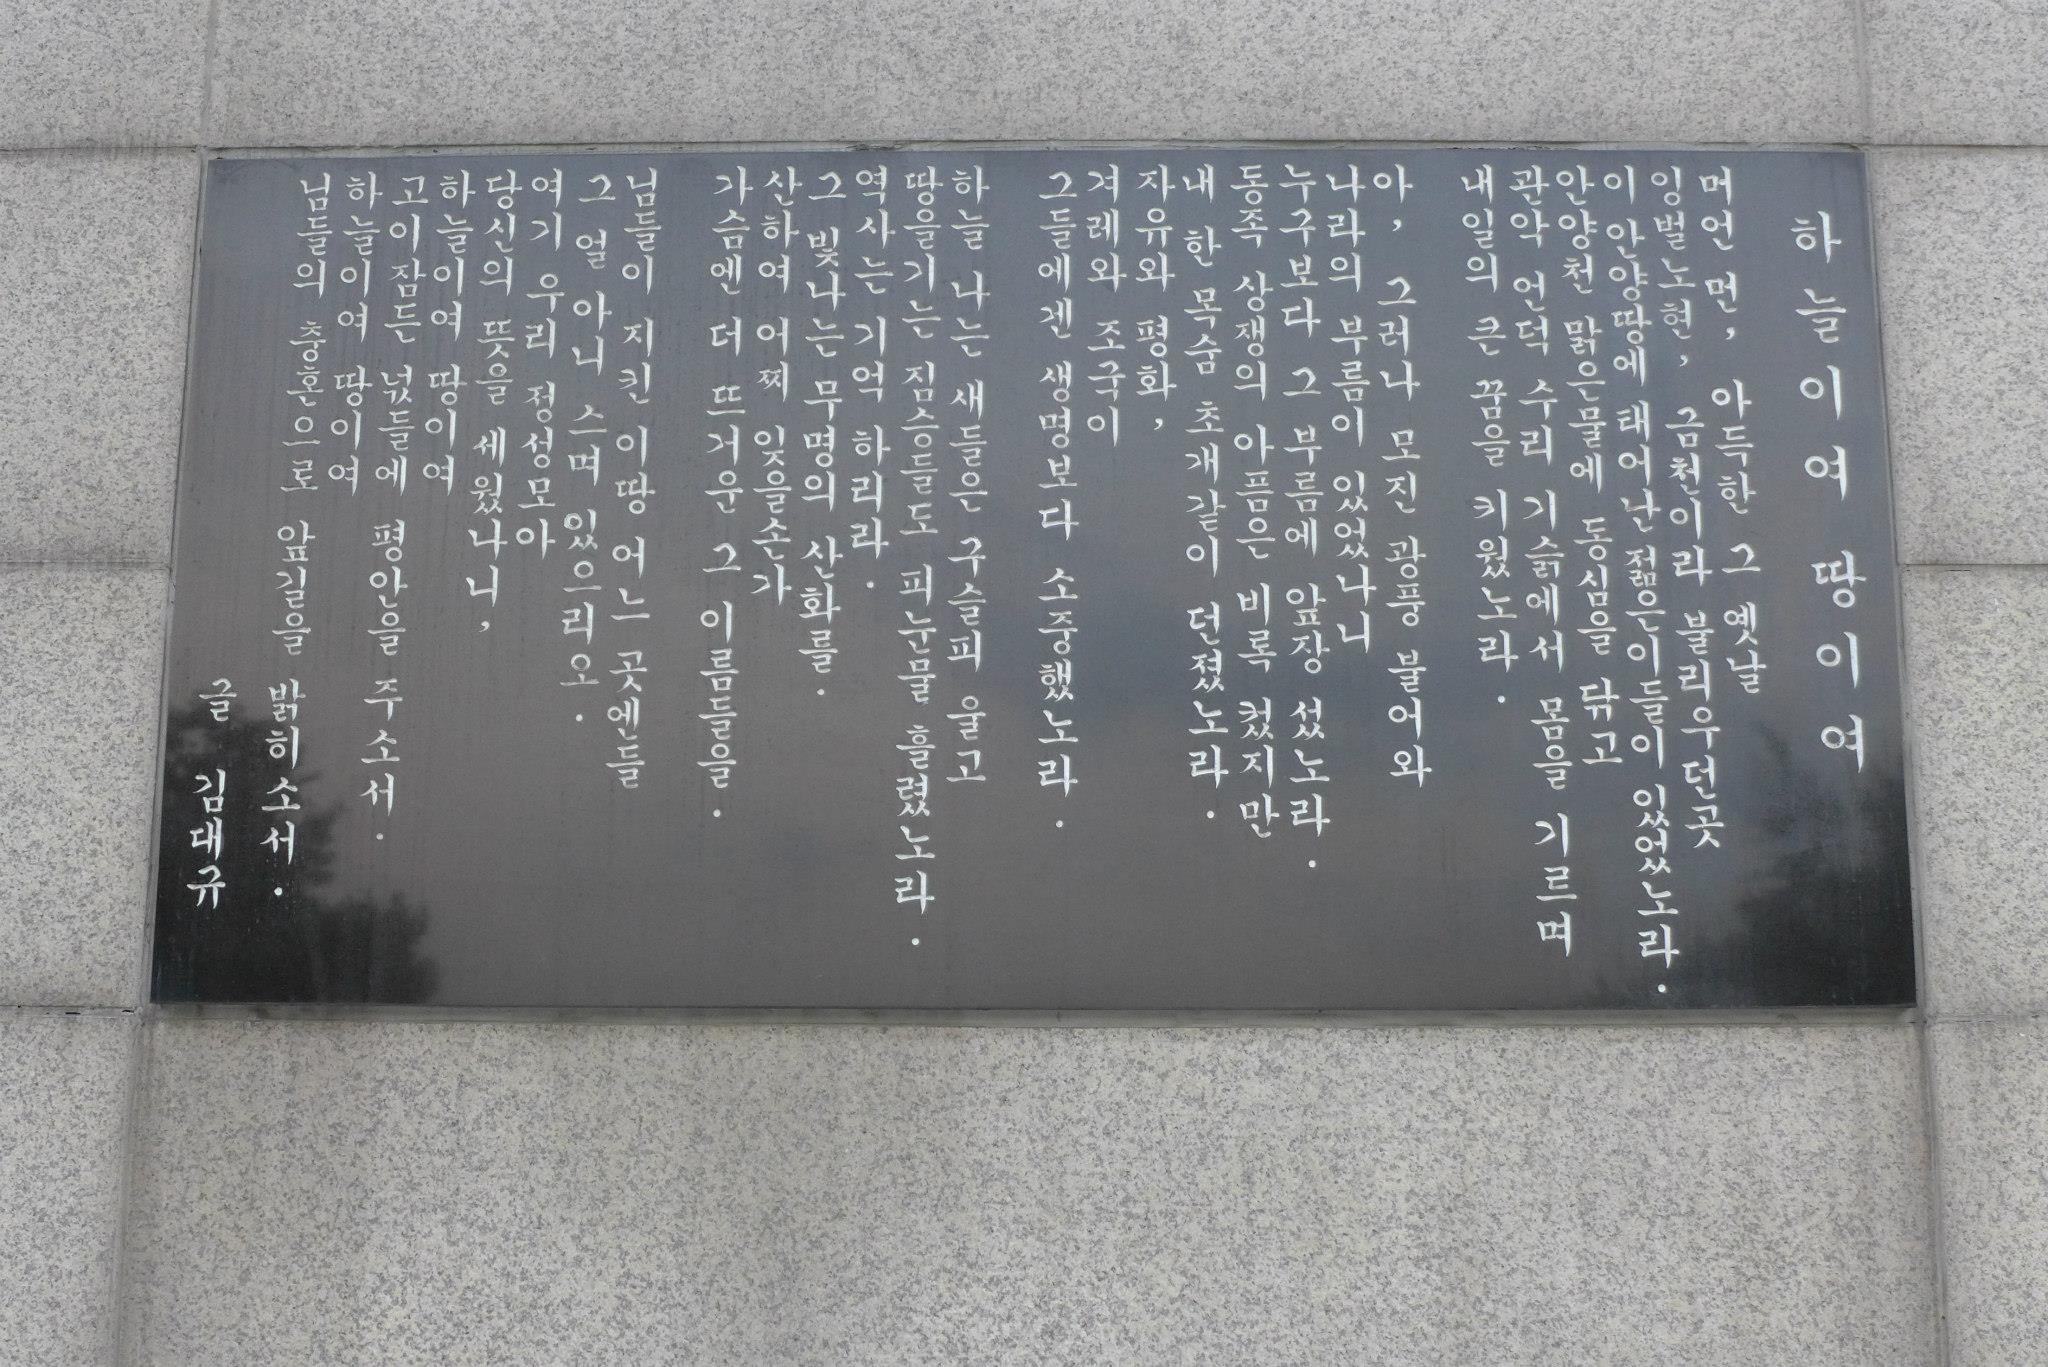 하늘이여 땅이여
머언 먼, 아득한 그 옛날
잉벌노현, 금천이라 불리우던곳
이 안양땅에 태어난 젊은이들이 있었노라.
안양천 맑은물에 동심을 닦고
관악 언덕 수리 기슭에서 몸을 기르며
내일의 큰 꿈을 키웠노라.
아, 그러나 모진 광풍 불어와
나라의 부름이 있었나니
누구보다 그 부름에 앞장 섰노라.
동족 상쟁의 아픔은 비록 컸지만
내 한 목숨 초개같이 던졌노라.
자유와 평화,
겨레와 조국이
그들에겐 생명보다 소중했노라.
하늘 나는 새들은 구슬피 울고
땅을기는 짐승들도 피눈물 흘렸노라.
역사는 기억 하리라.
그 빛나는 무명의 산화를.
산하여 어찌 잊을손가
가슴엔 더 뜨거운 그 이름들을.
님들이 지킨 이땅 어느 곳엔들
그 얼 아니 스며 있으리오.
여기 우리 정성모아
당신의 뜻을 세웠나니,
하늘이여 땅이여
고이 잠든 넋들에 평안을 주소서.
하늘이여 땅이여
님들의 충혼으로 앞길을 밝히소서.
글 김대규